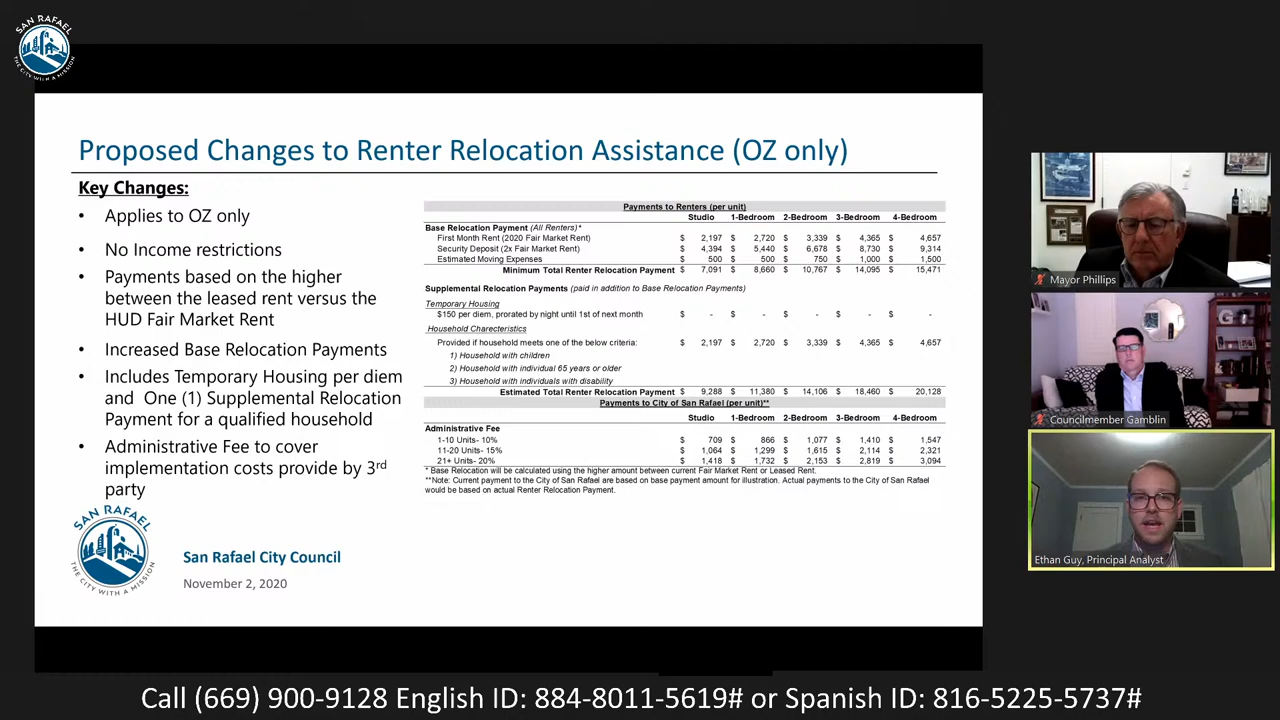 SAN RAFAEL
THE CITY WITH A MISSION
Proposed Changes to Renter Relocation Assistance (OZ only)
Key Changes:
• Applies to OZ only
• No Income restrictions
• Payments based on the higher
between the leased rent versus the
HUD Fair Market Rent
• Increased Base Relocation Payments
• Includes Temporary Housing per diem
and One (1) Supplemental Relocation
Payment for a qualified household
• Administrative Fee to cover
implementation costs provide by 3rd
party
Payments to Renters (per unit)
Studio 1-Bedroom 2-Bedroom 3-Bedroom 4-Bedroom
Base Relocation Payment (All Renters)*
First Month Rent (2020 Fair Market Rent) $ 2,197 $ 2,720 $ 3,339 $ 4,365 $ 4,657
Security Deposit (2x Fair Market Rent) $ 4,394 $ 5,440 $ 6,678 $ 8,730 $ 9,314
Estimated Moving Expenses $ 500 $ 500 $ 750 $ 1,000 $ 1,500
Minimum Total Renter Relocation Payment $ 7,091 $ 8,660 $ 10,767 $ 14,095 $ 15,471
Supplemental Relocation Payments (paid in addition to Base Relocation Payments)
Temporary Housing
$150 per diem, prorated by night until 1st of next month $ - $ - $ - $ - $ -
Household Charecteristics
Provided if household meets one of the below criteria: $ 2,197 $ 2,720 $ 3,339 $ 4,365 $ 4,657
1) Household with children
2) Household with individual 65 years or older
3) Household with individuals with disability
Estimated Total Renter Relocation Payment $ 9,288 $ 11,380 $ 14,106 $ 18,460 $ 20,128
Payments to City of San Rafael (per unit)**
Studio 1-Bedroom 2-Bedroom 3-Bedroom 4-Bedroom
Administrative Fee
1-10 Units- 10% $ 709 $ 866 $ 1,077 $ 1,410 $ 1,547
11-20 Units- 15% $ 1,064 $ 1,299 $ 1,615 $ 2,114 $ 2,321
21+ Units- 20% $ 1,418 $ 1,732 $ 2,153 $ 2,819 $ 3,094
* Base Relocation will be calculated using the higher amount between current Fair Market Rent or Leased Rent.
**Note: Current payment to the City of San Rafael are based on base payment amount for illustration. Actual payments to the City of San Rafael
would be based on actual Renter Relocation Payment.
SAN RAFAEL
THE CITY WITH A MISSION
San Rafael City Council
November 2, 2020
Mayor Phillips
G
Councilmember Gamblin
Ethan Guy, Principal Analyst
Call (669) 900-9128 English ID: 884-8011-5619# or Spanish ID: 816-5225-5737#